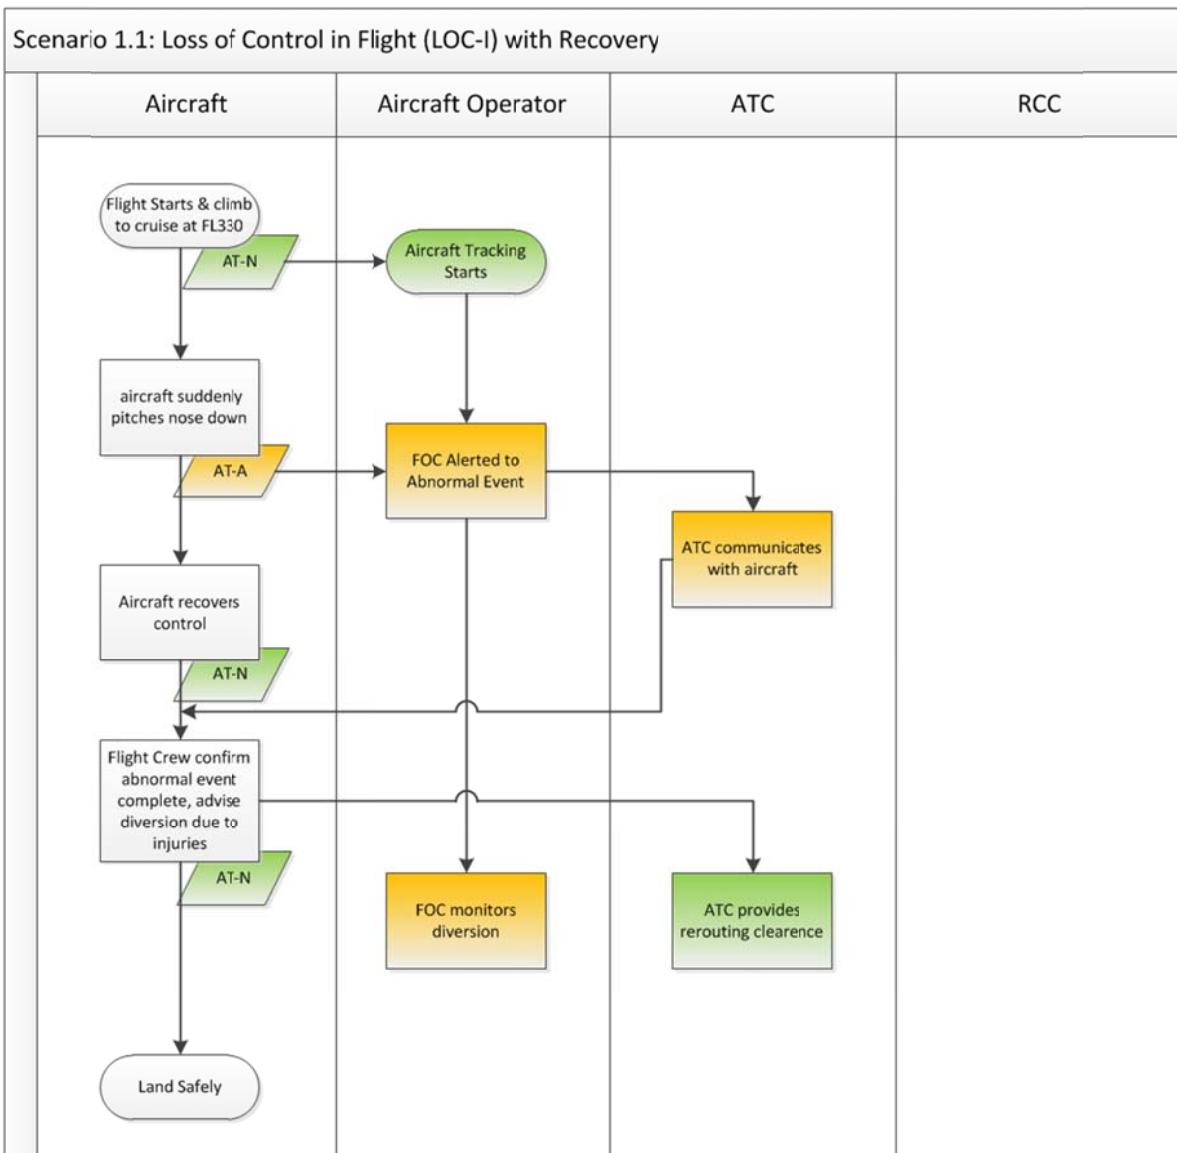 Scenario 1.1: Loss of Control in Flight (LOC-I) with Recovery
Aircraft
Aircraft Operator
ATC
RCC
Flight Starts & climb
to cruise at FL330
AT-N
Aircraft Tracking
Starts
aircraft suddenly
pitches nose down
AT-A
FOC Alerted to
Abnormal Event
ATC communicates
with aircraft
Aircraft recovers
control
AT-N
Flight Crew confirm
abnormal event
complete, advise
diversion due to
injuries
AT-N
FOC monitors
diversion
ATC provides
rerouting clearence
Land Safely